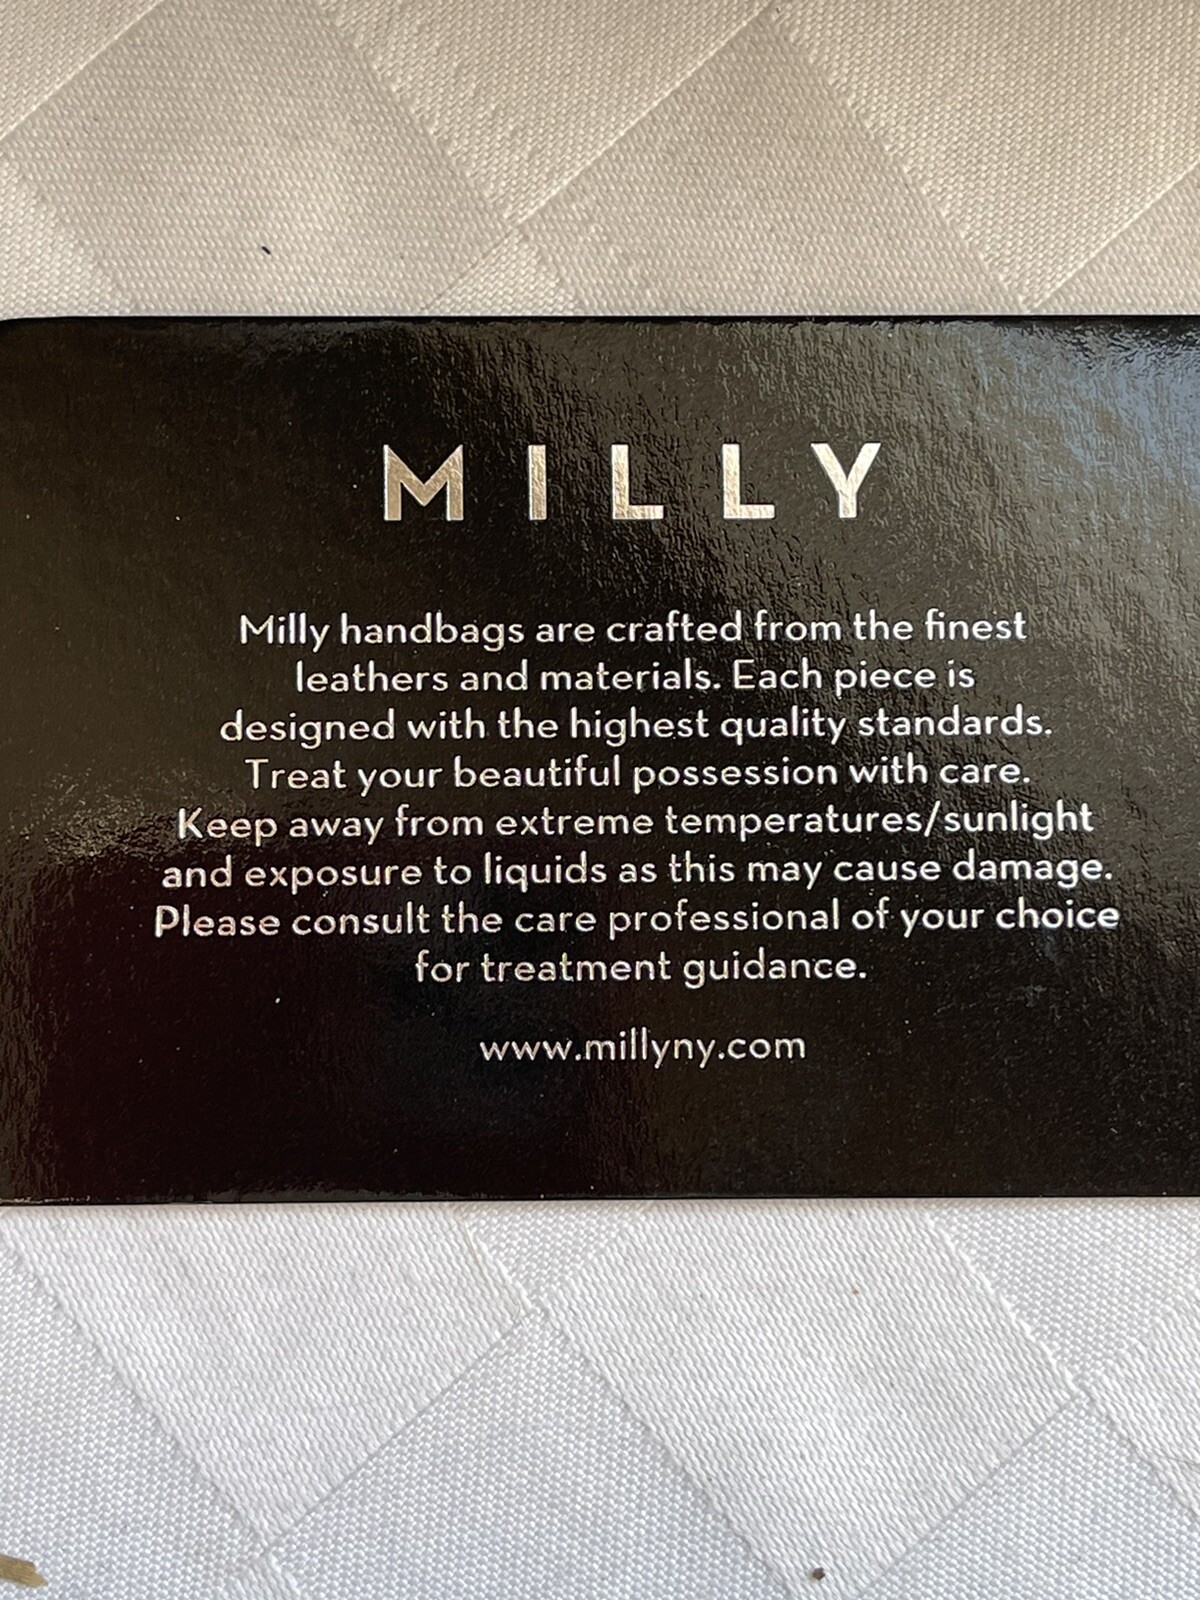 MILLY
Milly handbags are crafted from the finest
leathers and materials. Each piece is
designed with the highest quality standards.
Treat your beautiful possession with care.
Keep away from extreme temperatures/sunlight
and exposure to liquids as this may cause damage.
Please consult the care professional of your choice
for treatment guidance.
www.millyny.com